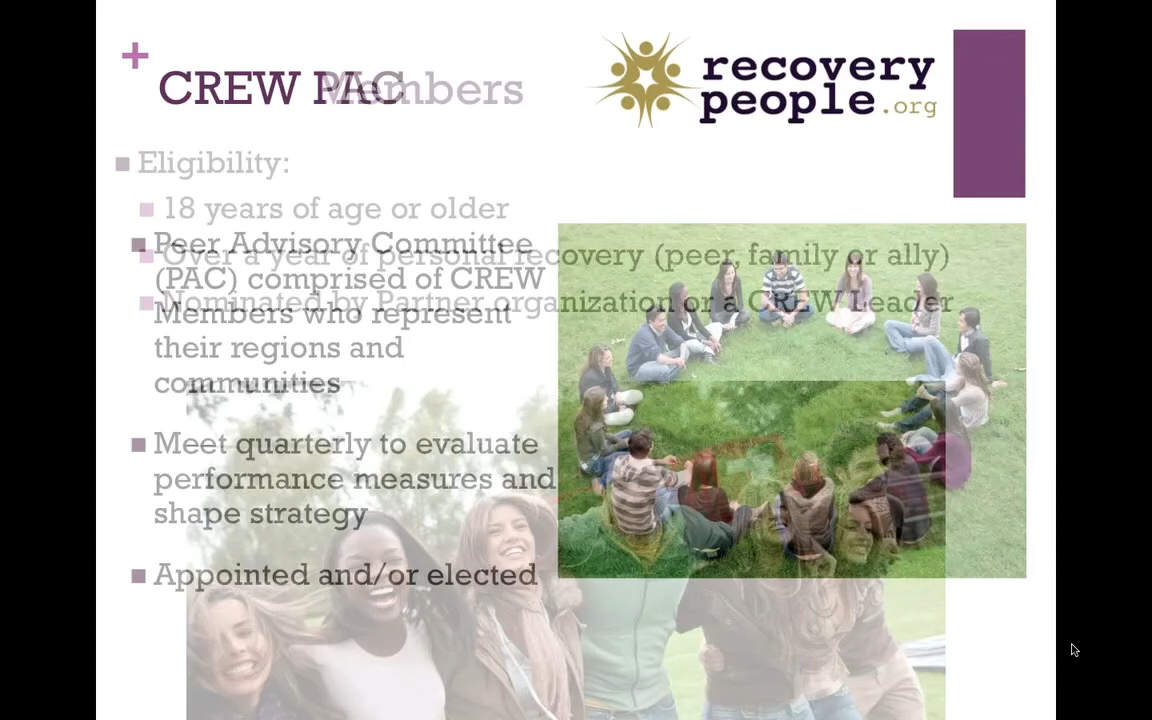 +
CREW PAC
CREW Members
recovery
people.org
Eligibility:
18 years of age or older
Over a year of personal recovery (peer, family or ally)
Nominated by Partner organization or a CREW Leader
Peer Advisory Committee
(PAC) comprised of CREW
Members who represent
their regions and
communities
Meet quarterly to evaluate
performance measures and
shape strategy
Appointed and/or elected